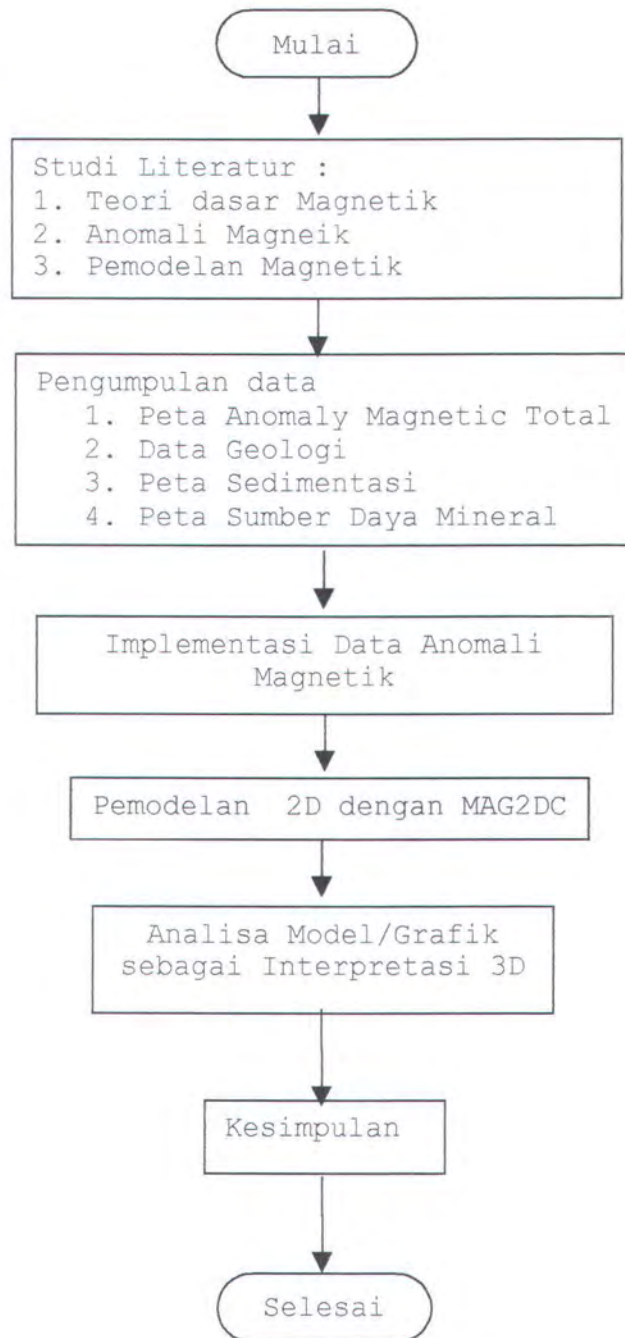 Mulai
Studi Literatur :
1. Teori dasar Magnetik
2. Anomali Magneik
3. Pemodelan Magnetik
Pengumpulan data
1. Peta Anomaly Magnetic Total
2. Data Geologi
3. Peta Sedimentasi
4. Peta Sumber Daya Mineral
Implementasi Data Anomali
Magnetik
Pemodelan 2D dengan MAG2DC
Analisa Model/Grafik
sebagai Interpretasi 3D
Kesimpulan
Selesai